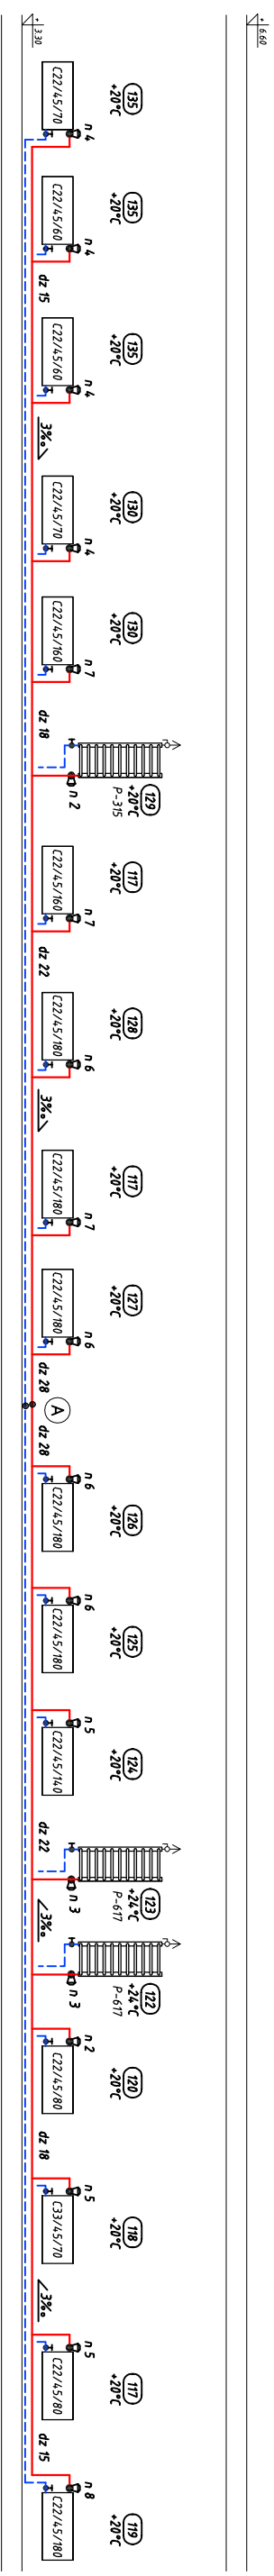 + 3.30
+ 6.60
135
+20°C
C22/45/70
n 4
135
+20°C
C22/45/60
n 4
dz 15
135
+20°C
C22/45/60
n 4
3‰
130
+20°C
C22/45/70
n 4
130
+20°C
C22/45/160
n 7
dz 18
129
+20°C
P-315
n 2
117
+20°C
C22/45/160
n 7
dz 22
128
+20°C
C22/45/180
n 6
3‰
117
+20°C
C22/45/180
n 7
127
+20°C
C22/45/180
n 6
dz 28
A
dz 28
126
+20°C
C22/45/180
n 6
125
+20°C
C22/45/180
n 6
124
+20°C
C22/45/140
n 5
dz 22
123
+24°C
P-617
n 3
3‰
122
+24°C
P-617
n 3
120
+20°C
C22/45/80
n 2
dz 18
118
+20°C
C33/45/70
n 5
3‰
117
+20°C
C22/45/80
n 5
dz 15
119
+20°C
C22/45/180
n 8